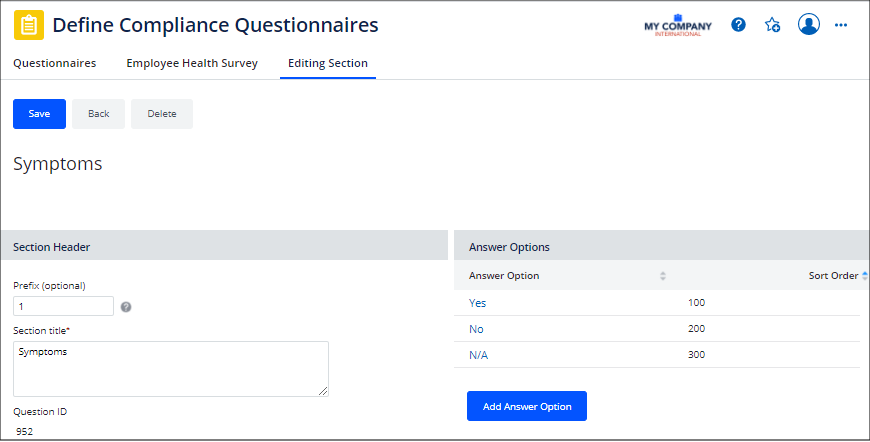 Define Compliance Questionnaires
MY COMPANY
INTERNATIONAL
?
Questionnaires Employee Health Survey Editing Section
Save Back Delete
Symptoms
Section Header
Prefix (optional)
1 ?
Section title*
Symptoms
Question ID
952
Answer Options
Answer Option Sort Order
Yes 100
No 200
N/A 300
Add Answer Option